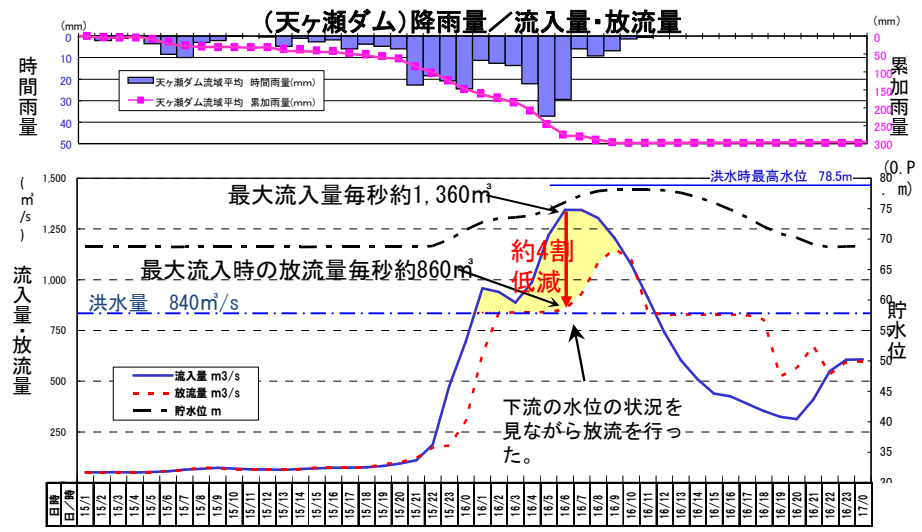 (天ヶ瀬ダム)降雨量／流入量・放流量
(mm)
(mm)
0
10
20
30
40
50
時間雨量
天ヶ瀬ダム流域平均 時間雨量(mm)
天ヶ瀬ダム流域平均 累加雨量(mm)
0
50
100
150
200
250
300
累加雨量
(㎥/s)
流入量・放流量
1,500
1,250
1,000
750
500
250
最大流入量毎秒約1,360㎥
最大流入時の放流量毎秒約860㎥
約4割
低減
洪水量 840㎥/s
洪水時最高水位 78.5m
(O.P.m)
80
75
70
65
60
55
50
45
40
35
30
貯水位
流入量 m3/s
放流量 m3/s
貯水位 m
下流の水位の状況を
見ながら放流を行っ
た。
日時
日／時
15/1 15/2 15/3 15/4 15/5 15/6 15/7 15/8 15/9 15/10 15/11 15/12 15/13 15/14 15/15 15/16 15/17 15/18 15/19 15/20 15/21 15/22 15/23 16/0 16/1 16/2 16/3 16/4 16/5 16/6 16/7 16/8 16/9 16/10 16/11 16/12 16/13 16/14 16/15 16/16 16/17 16/18 16/19 16/20 16/21 16/22 16/23 17/0